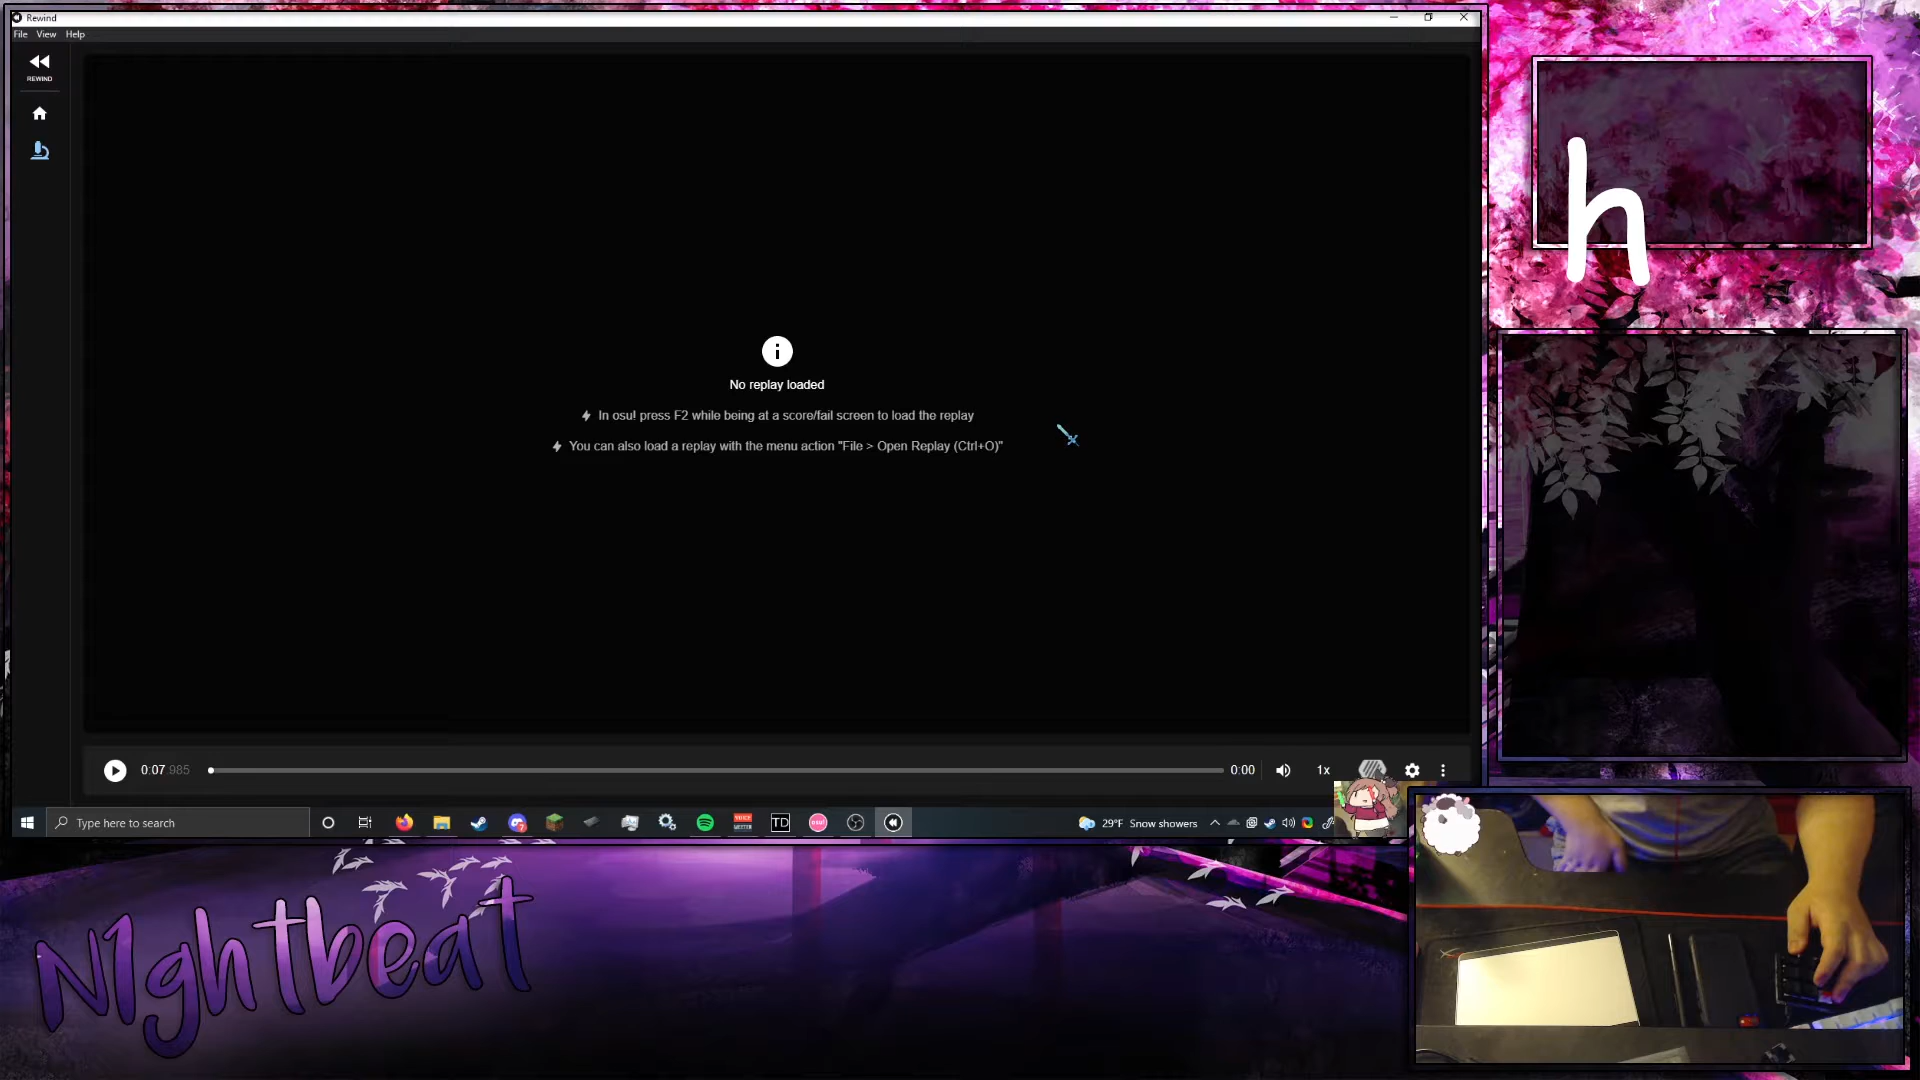 Rewind
File View Help
REWIND
h
No replay loaded
In osu! press F2 while being at a score/fail screen to load the replay
You can also load a replay with the menu action "File > Open Replay (Ctrl+O)"
0:07 985
0:00
1x
Type here to search
TD
29°F Snow showers
N1ghtbeat